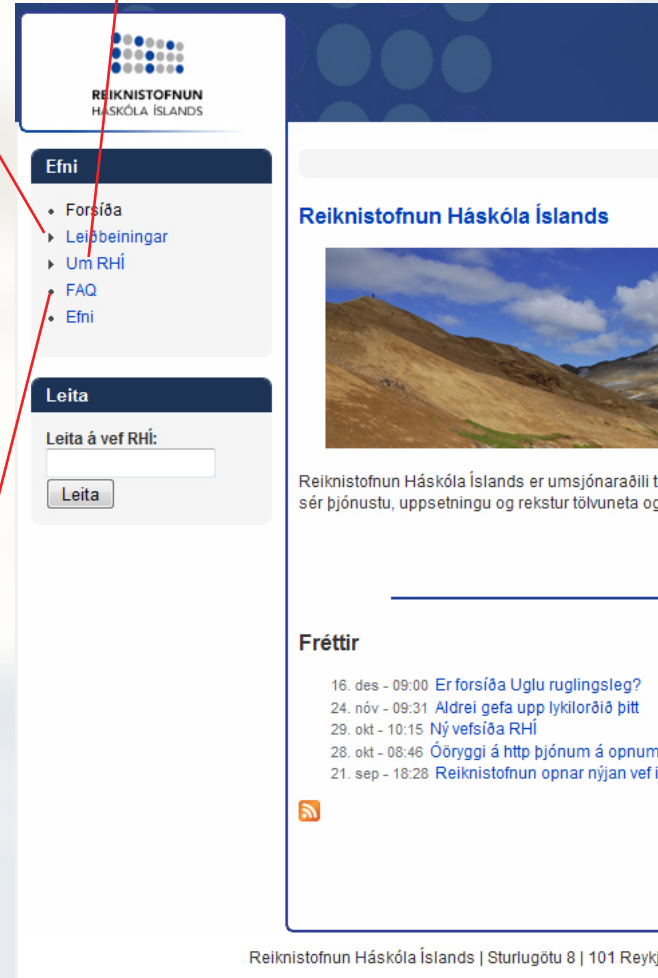 REIKNISTOFNUN
HÁSKÓLA ÍSLANDS
Efni
Forsíða
Leiðbeiningar
Um RHÍ
FAQ
Efni
Leita
Leita á vef RHÍ:
Leita
Reiknistofnun Háskóla Íslands
Reiknistofnun Háskóla Íslands er umsjónaraðili t
sér þjónustu, uppsetningu og rekstur tölvuneta og
Fréttir
16. des - 09:00 Er forsíða Uglu ruglingsleg?
24. nóv - 09:31 Aldrei gefa upp lykilorðið þitt
29. okt - 10:15 Ný vefsíða RHÍ
28. okt - 08:46 Óöryggi á http þjónum á opnum
21. sep - 18:28 Reiknistofnun opnar nýjan vef i
Reiknistofnun Háskóla Íslands | Sturlugötu 8 | 101 Reykj